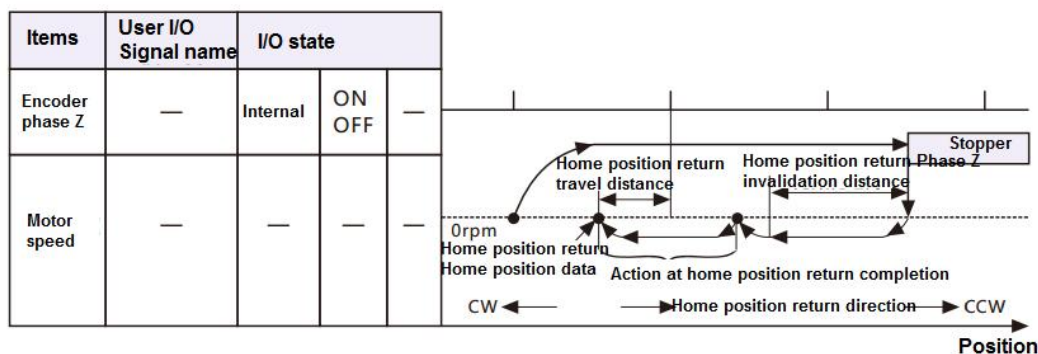 Items
User I/O
Signal name
I/O state
Encoder
phase Z
—
Internal
ON
OFF
—
Stopper
Home position return
travel distance
Home position return Phase Z
invalidation distance
Motor
speed
—
—
—
—
0rpm
Home position return
Home position data
Action at home position return completion
CW
Home position return direction
CCW
Position